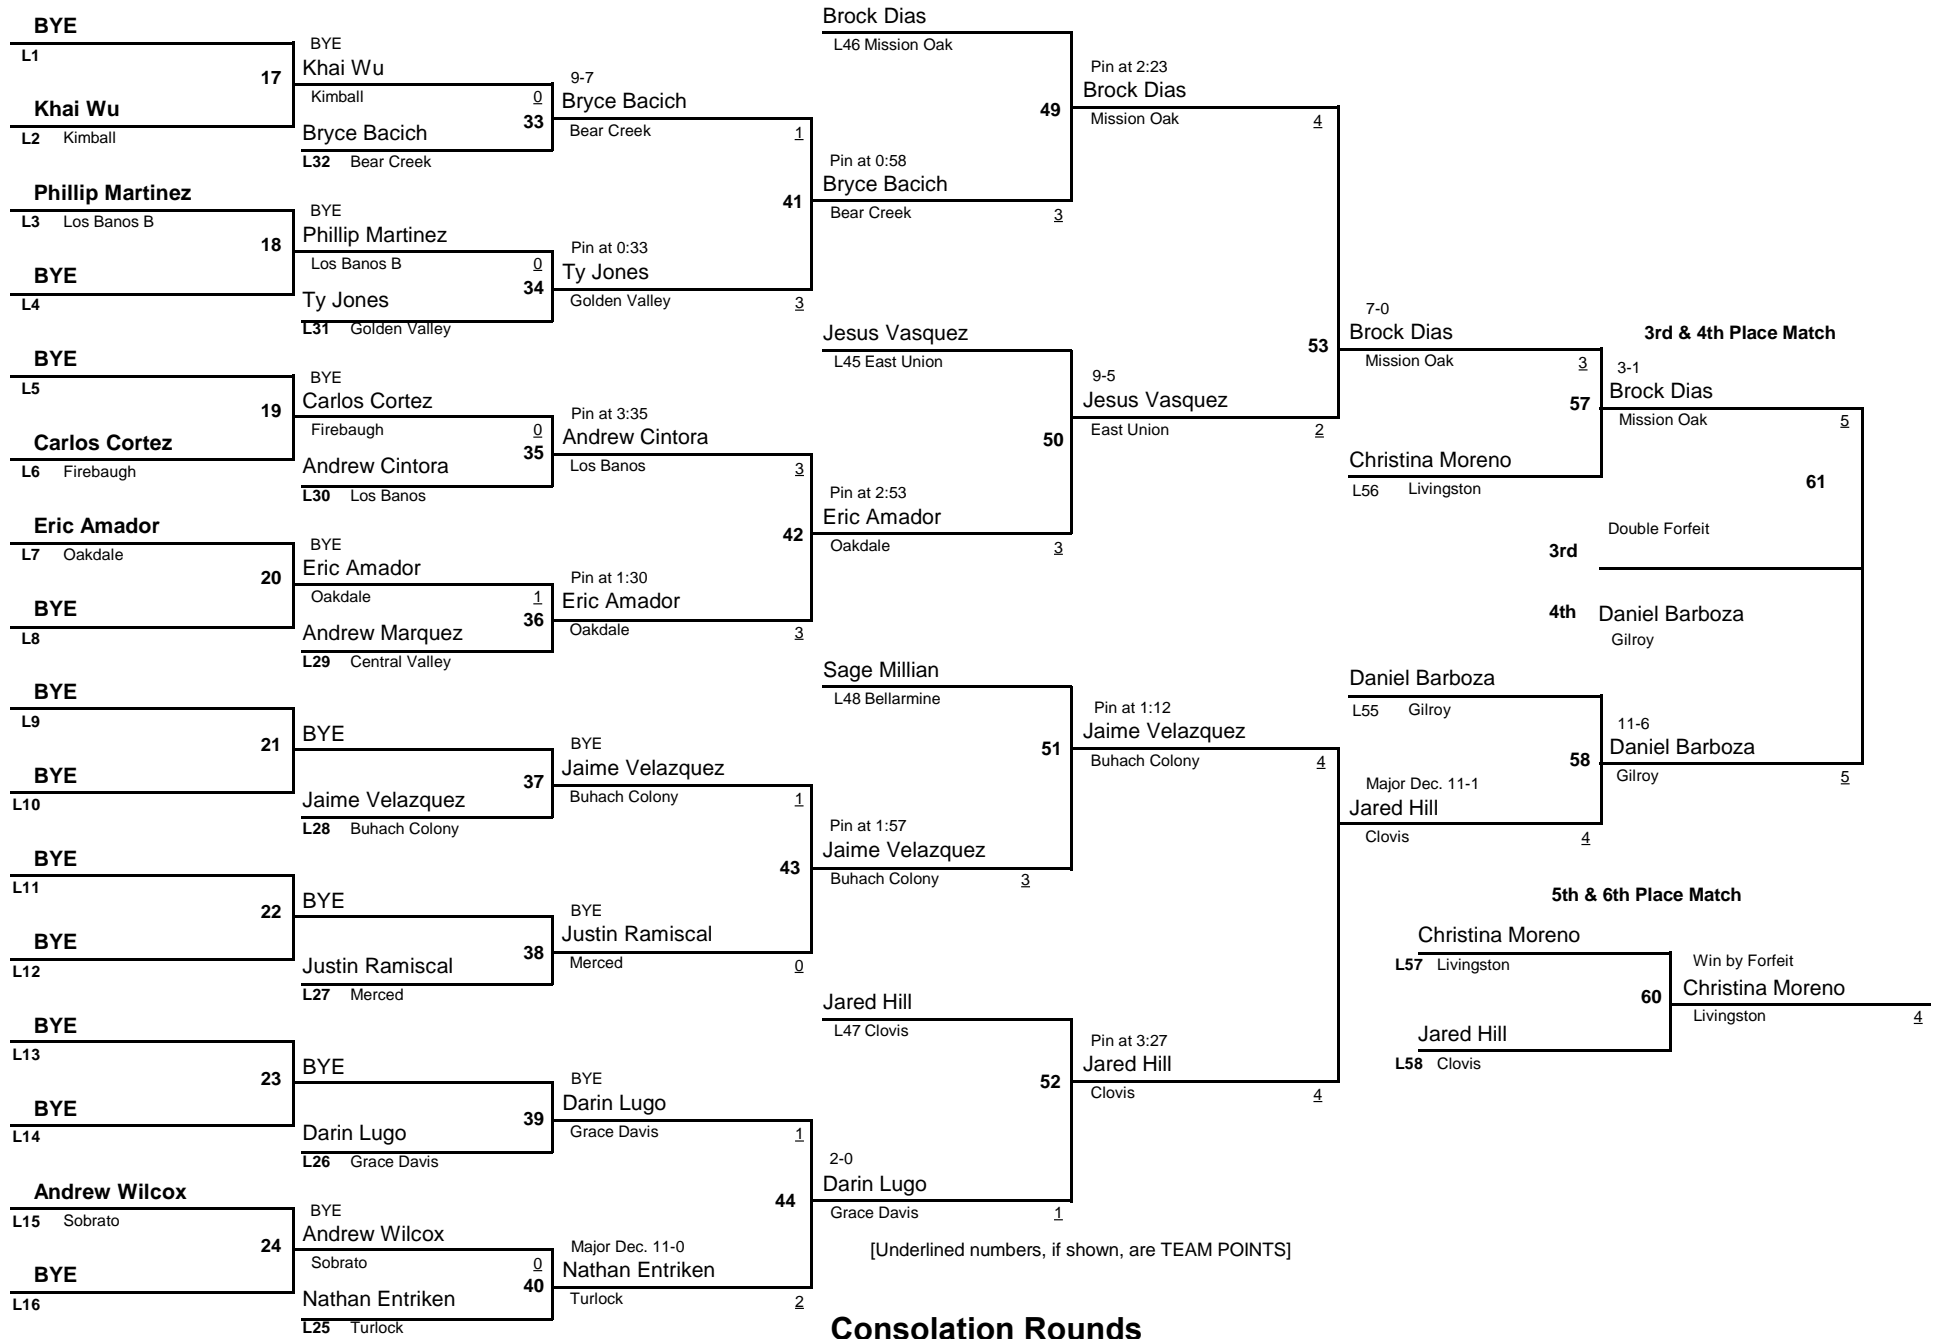 BYE
L1
17
Khai Wu
L2 Kimball
Phillip Martinez
L3 Los Banos B
18
BYE
L4
BYE
L5
19
Carlos Cortez
L6 Firebaugh
Eric Amador
L7 Oakdale
20
BYE
L8
BYE
L9
21
BYE
L10
BYE
L11
22
BYE
L12
BYE
L13
23
BYE
L14
Andrew Wilcox
L15 Sobrato
24
BYE
L16
BYE
Khai Wu
Kimball 0
33
Bryce Bacich
L32 Bear Creek
BYE
Phillip Martinez
Los Banos B 0
34
Ty Jones
L31 Golden Valley
BYE
Carlos Cortez
Firebaugh 0
35
Andrew Cintora
L30 Los Banos
BYE
Eric Amador
Oakdale 1
36
Andrew Marquez
L29 Central Valley
BYE
37
Jaime Velazquez
L28 Buhach Colony
BYE
38
Justin Ramiscal
L27 Merced
BYE
39
Darin Lugo
L26 Grace Davis
BYE
Andrew Wilcox
Sobrato 0
40
Nathan Entriken
L25 Turlock
9-7
Bryce Bacich
Bear Creek 1
41
Pin at 0:33
Ty Jones
Golden Valley 3
Pin at 3:35
Andrew Cintora
Los Banos 3
42
Pin at 1:30
Eric Amador
Oakdale 3
BYE
Jaime Velazquez
Buhach Colony 1
43
BYE
Justin Ramiscal
Merced 0
BYE
Darin Lugo
Grace Davis 1
44
Major Dec. 11-0
Nathan Entriken
Turlock 2
Brock Dias
L46 Mission Oak
49
Pin at 0:58
Bryce Bacich
Bear Creek 3
Jesus Vasquez
L45 East Union
50
Pin at 2:53
Eric Amador
Oakdale 3
Sage Millian
L48 Bellarmine
51
Pin at 1:57
Jaime Velazquez
Buhach Colony 3
Jared Hill
L47 Clovis
52
2-0
Darin Lugo
Grace Davis 1
Pin at 2:23
Brock Dias
Mission Oak 4
53
9-5
Jesus Vasquez
East Union 2
Pin at 1:12
Jaime Velazquez
Buhach Colony 4
Pin at 3:27
Jared Hill
Clovis 4
7-0
Brock Dias
Mission Oak 3
57
Christina Moreno
L56 Livingston
Daniel Barboza
L55 Gilroy
58
Major Dec. 11-1
Jared Hill
Clovis 4
3rd & 4th Place Match
3-1
Brock Dias
Mission Oak 5
61
Double Forfeit
3rd
4th Daniel Barboza
Gilroy
11-6
Daniel Barboza
Gilroy 5
5th & 6th Place Match
Christina Moreno
L57 Livingston
60
Jared Hill
L58 Clovis
Win by Forfeit
Christina Moreno
Livingston 4
[Underlined numbers, if shown, are TEAM POINTS]
Consolation Rounds